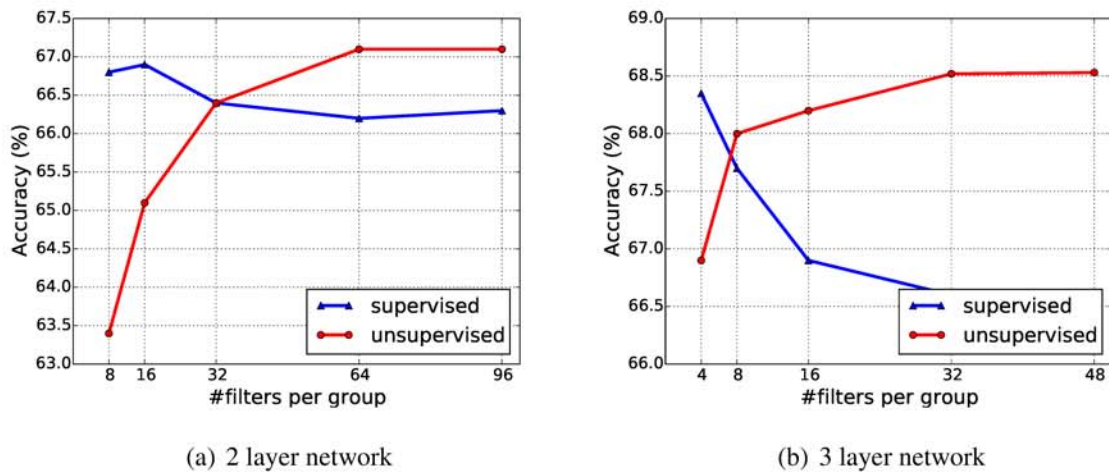 67.5
67.0
66.5
66.0
65.5
65.0
64.5
64.0
63.5
63.0
Accuracy (%)
supervised
unsupervised
8 16 32 64 96
#filters per group
(a) 2 layer network
69.0
68.5
68.0
67.5
67.0
66.5
66.0
Accuracy (%)
supervised
unsupervised
4 8 16 32 48
#filters per group
(b) 3 layer network